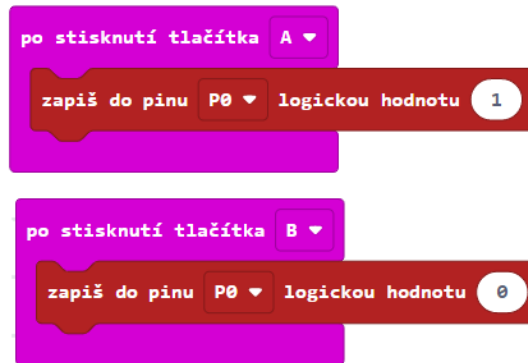 po stisknutí tlačítka A
zapiš do pinu P0 logickou hodnotu 1
po stisknutí tlačítka B
zapiš do pinu P0 logickou hodnotu 0